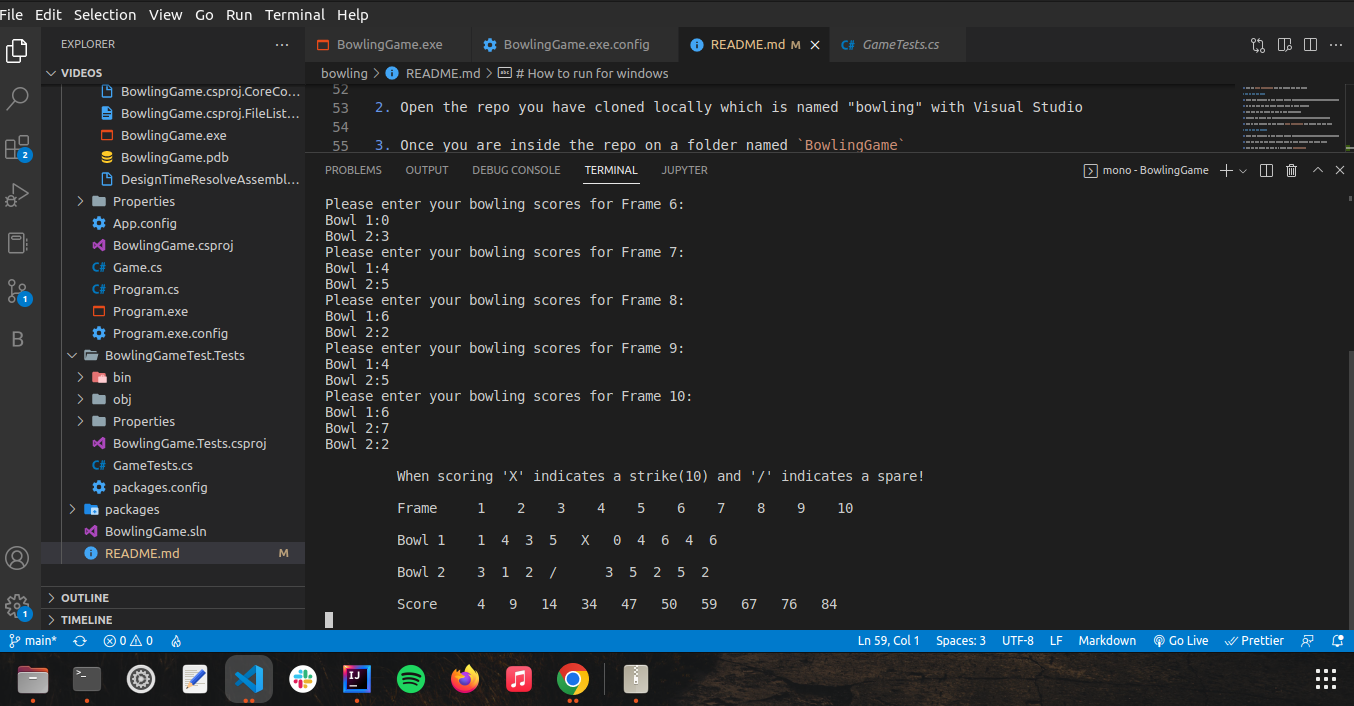 File Edit Selection View Go Run Terminal Help
EXPLORER
BowlingGame.exe
BowlingGame.exe.config
README.md M
GameTests.cs
VIDEOS
BowlingGame.csproj.CoreCo...
BowlingGame.csproj.FileList...
BowlingGame.exe
BowlingGame.pdb
DesignTimeResolveAssembl...
Properties
App.config
BowlingGame.csproj
Game.cs
Program.cs
Program.exe
Program.exe.config
BowlingGameTest.Tests
bin
obj
Properties
BowlingGame.Tests.csproj
GameTests.cs
packages.config
packages
BowlingGame.sln
README.md M
OUTLINE
TIMELINE
2
1
B
1
bowling > README.md > # How to run for windows
52
53 2. Open the repo you have cloned locally which is named "bowling" with Visual Studio
54
55 3. Once you are inside the repo on a folder named `BowlingGame`
PROBLEMS OUTPUT DEBUG CONSOLE TERMINAL JUPYTER
mono - BowlingGame
Please enter your bowling scores for Frame 6:
Bowl 1:0
Bowl 2:3
Please enter your bowling scores for Frame 7:
Bowl 1:4
Bowl 2:5
Please enter your bowling scores for Frame 8:
Bowl 1:6
Bowl 2:2
Please enter your bowling scores for Frame 9:
Bowl 1:4
Bowl 2:5
Please enter your bowling scores for Frame 10:
Bowl 1:6
Bowl 2:7
Bowl 2:2
When scoring 'X' indicates a strike(10) and '/' indicates a spare!
Frame 1 2 3 4 5 6 7 8 9 10
Bowl 1 1 4 3 5 X 0 4 6 4 6
Bowl 2 3 1 2 / 3 5 2 5 2
Score 4 9 14 34 47 50 59 67 76 84
main* 0 0
Ln 59, Col 1 Spaces: 3 UTF-8 LF Markdown Go Live Prettier
IJ